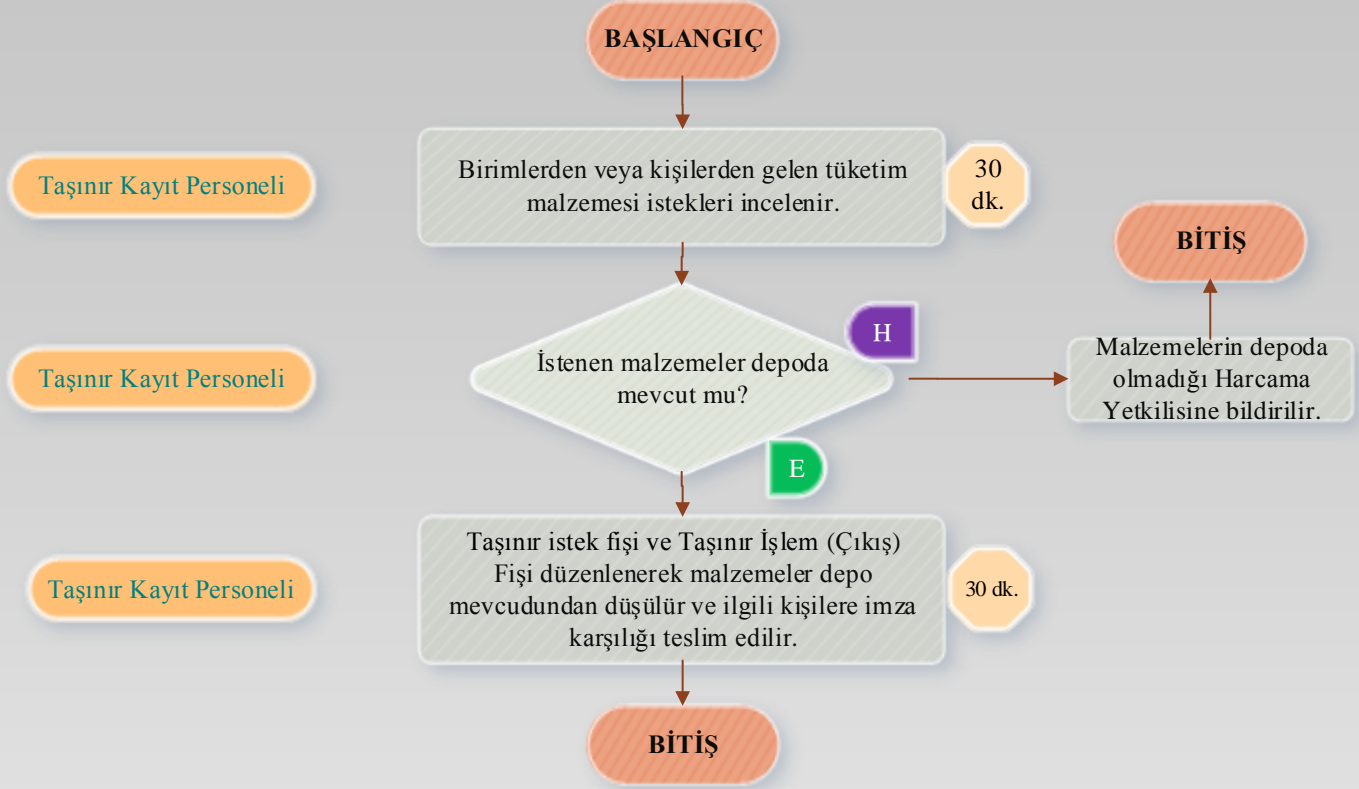 BAŞLANGIÇ
Taşınır Kayıt Personeli
Birimlerden veya kişilerden gelen tüketim
malzemesi istekleri incelenir.
30
dk.
BİTİŞ
Taşınır Kayıt Personeli
İstenen malzemeler depoda
mevcut mu?
H
Malzemelerin depoda
olmadığı Harcama
Yetkilisine bildirilir.
E
Taşınır Kayıt Personeli
Taşınır istek fişi ve Taşınır İşlem (Çıkış)
Fişi düzenlenerek malzemeler depo
mevcudundan düşülür ve ilgili kişilere imza
karşılığı teslim edilir.
30 dk.
BİTİŞ